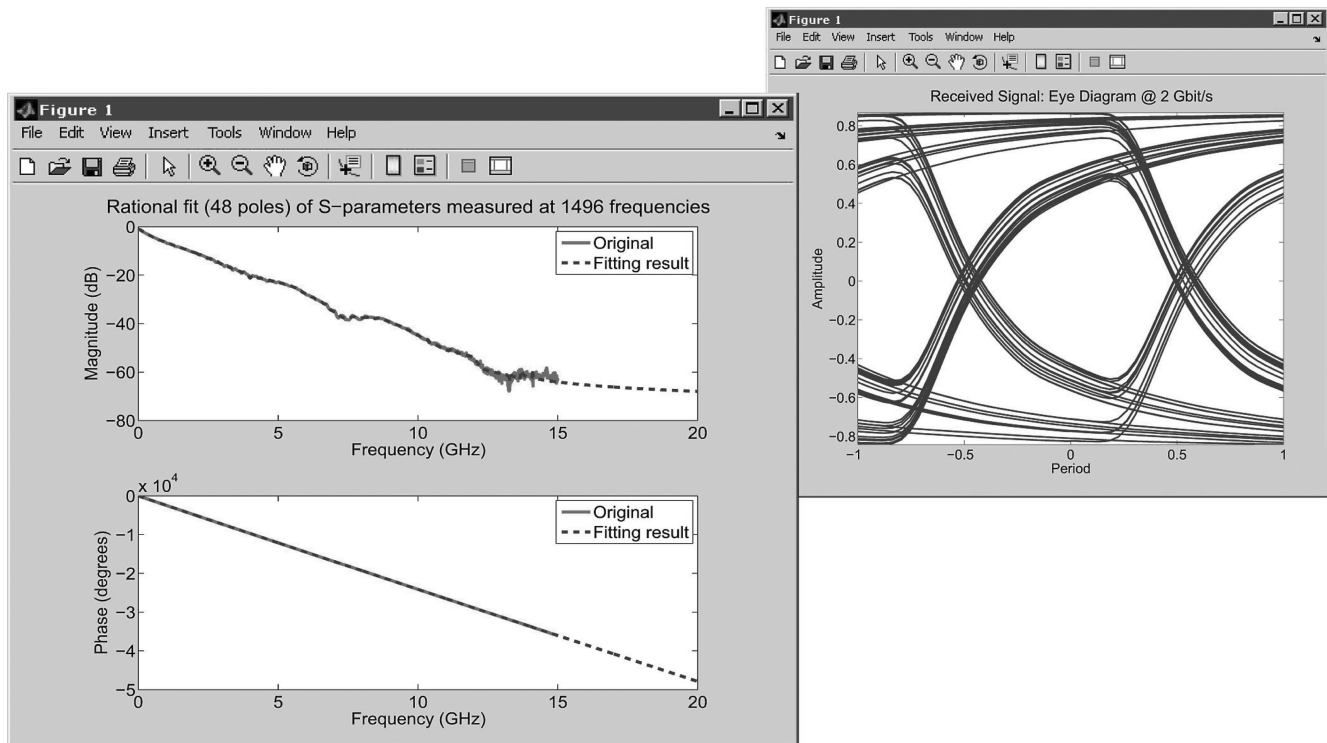 Figure 1
File Edit View Insert Tools Window Help
Rational fit (48 poles) of S−parameters measured at 1496 frequencies
Magnitude (dB)
0
−20
−40
−60
−80
Original
Fitting result
0 5 10 15 20
Frequency (GHz)
x 10^4
Phase (degrees)
0
−1
−2
−3
−4
−5
Original
Fitting result
0 5 10 15 20
Frequency (GHz)
Figure 1
File Edit View Insert Tools Window Help
Received Signal: Eye Diagram @ 2 Gbit/s
Amplitude
0.8
0.6
0.4
0.2
0
−0.2
−0.4
−0.6
−0.8
−1 −0.5 0 0.5 1
Period